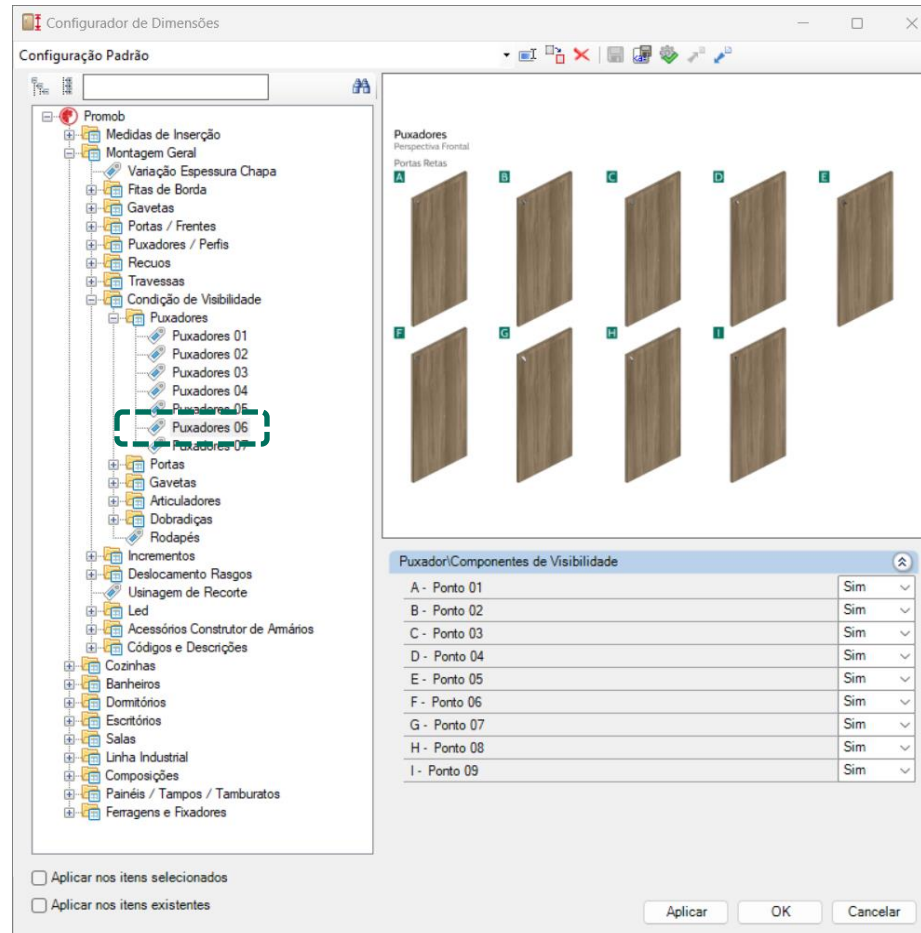 Configurador de Dimensões
Configuração Padrão
Promob
Medidas de Inserção
Montagem Geral
Variação Espessura Chapa
Fitas de Borda
Gavetas
Portas / Frentes
Puxadores / Perfis
Recuos
Travessas
Condição de Visibilidade
Puxadores
Puxadores 01
Puxadores 02
Puxadores 03
Puxadores 04
Puxadores 05
Puxadores 06
Puxadores 07
Portas
Gavetas
Articuladores
Dobradiças
Rodapés
Incrementos
Deslocamento Rasgos
Usinagem de Recorte
Led
Acessórios Construtor de Armários
Códigos e Descrições
Cozinhas
Banheiros
Dormitórios
Escritórios
Salas
Linha Industrial
Composições
Painéis / Tampos / Tamburatos
Ferragens e Fixadores
Puxadores
Perspectiva Frontal
Portas Retas
A B C D E
F G H I
Puxador\Componentes de Visibilidade
A - Ponto 01 Sim
B - Ponto 02 Sim
C - Ponto 03 Sim
D - Ponto 04 Sim
E - Ponto 05 Sim
F - Ponto 06 Sim
G - Ponto 07 Sim
H - Ponto 08 Sim
I - Ponto 09 Sim
Aplicar nos itens selecionados
Aplicar nos itens existentes
Aplicar OK Cancelar